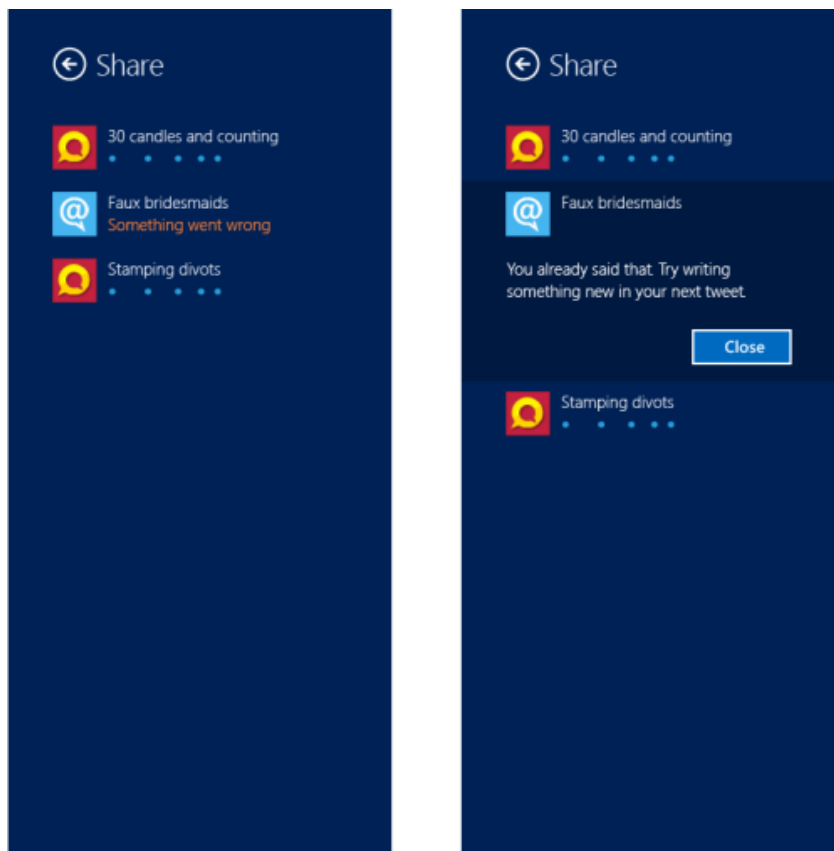 Share
30 candles and counting
Faux bridesmaids
Something went wrong
Stamping divots
Share
30 candles and counting
@ Faux bridesmaids
You already said that. Try writing
something new in your next tweet.
Close
Stamping divots